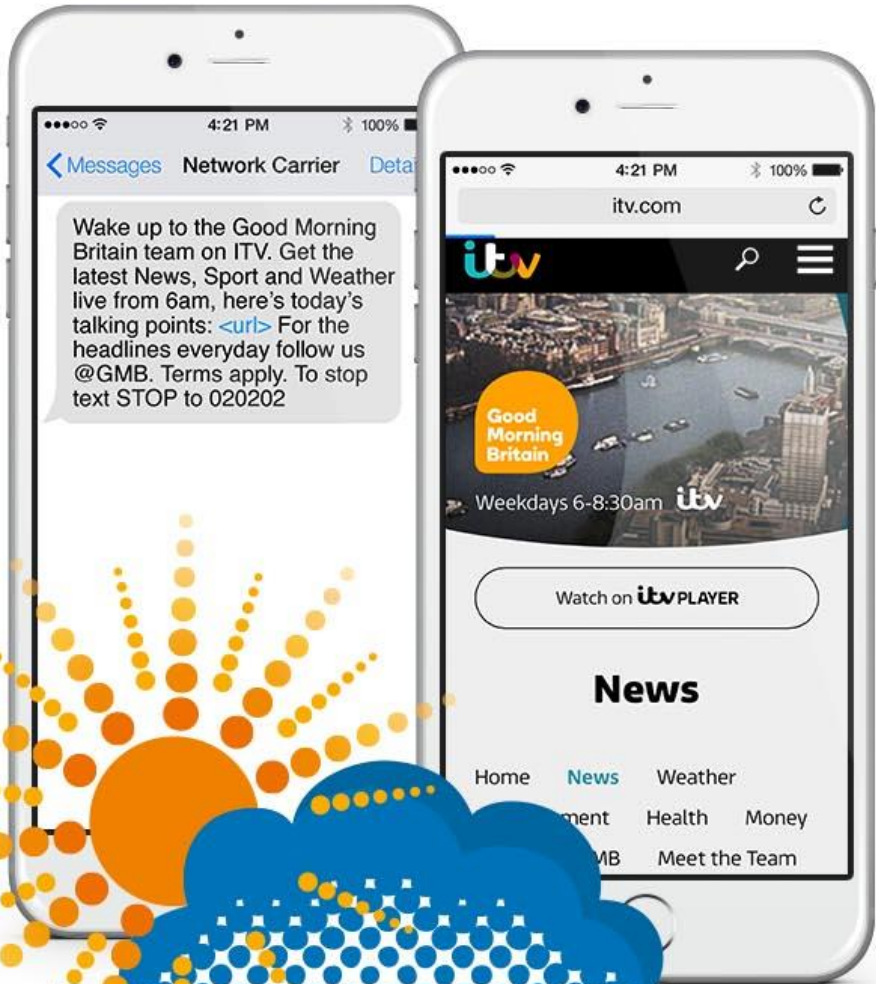 4:21 PM
100%
Messages Network Carrier
Wake up to the Good Morning
Britain team on ITV. Get the
latest News, Sport and Weather
live from 6am, here's today's
talking points: <url> For the
headlines everyday follow us
@GMB. Terms apply. To stop
text STOP to 020202
4:21 PM
100%
itv.com
itv
Good
Morning
Britain
Weekdays 6-8:30am itv
Watch on itv PLAYER
News
Home News Weather
Health Money
Meet the Team